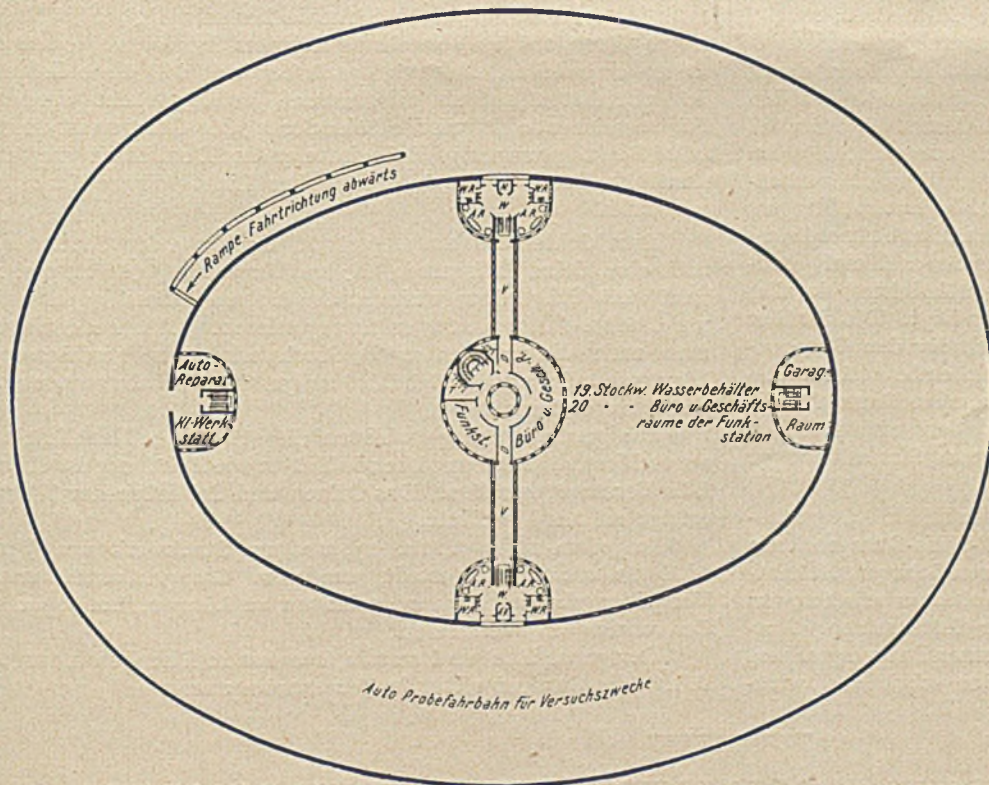 Rampe Fahrtrichtung abwärts
W.R.
W.R.
W
A.R.
A.R.
V
Auto-
Reparat
Kl-Werk
statt
Funkst.
Büro u. Gesch.R.
19. Stockw. Wasserbehälter
20 - - Büro u. Geschäfts-
räume der Funk-
station
Garag-
Raum
V
A.R.
W
A.R.
W.R.
W.R.
Auto Probefahrbahn für Versuchszwecke